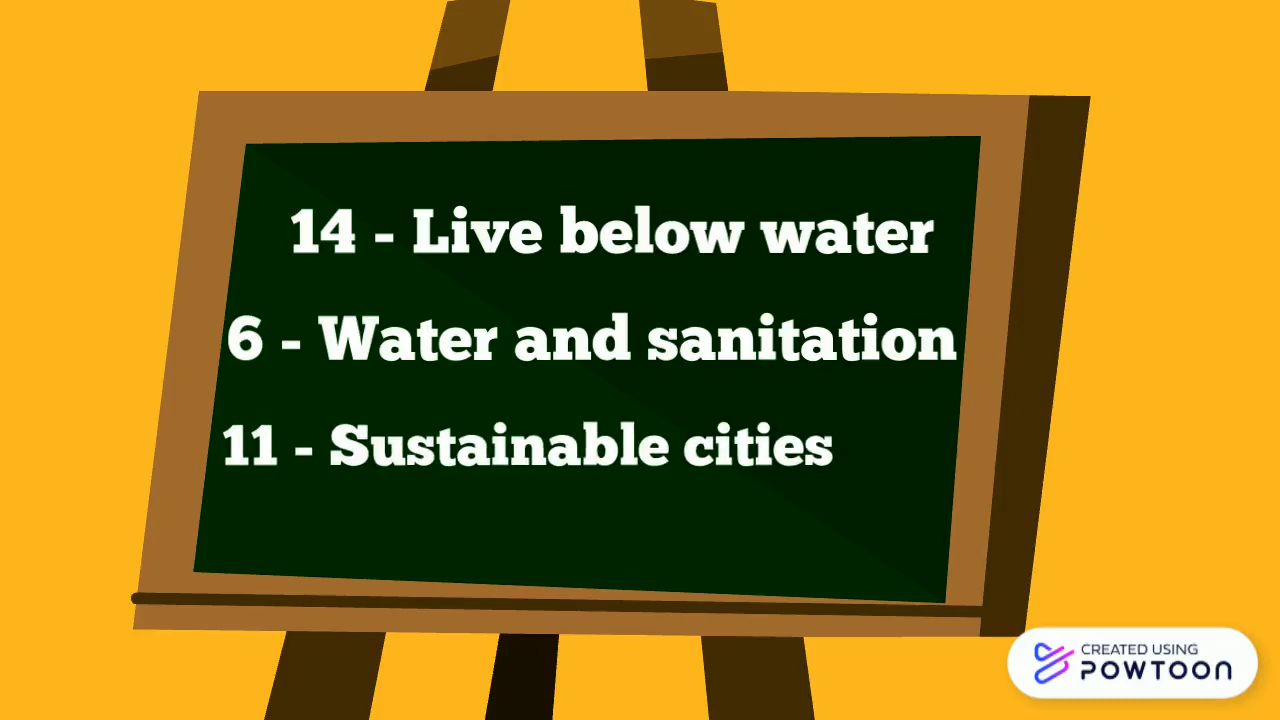 14 - Live below water
6 - Water and sanitation
11 - Sustainable cities
CREATED USING
POWTOON